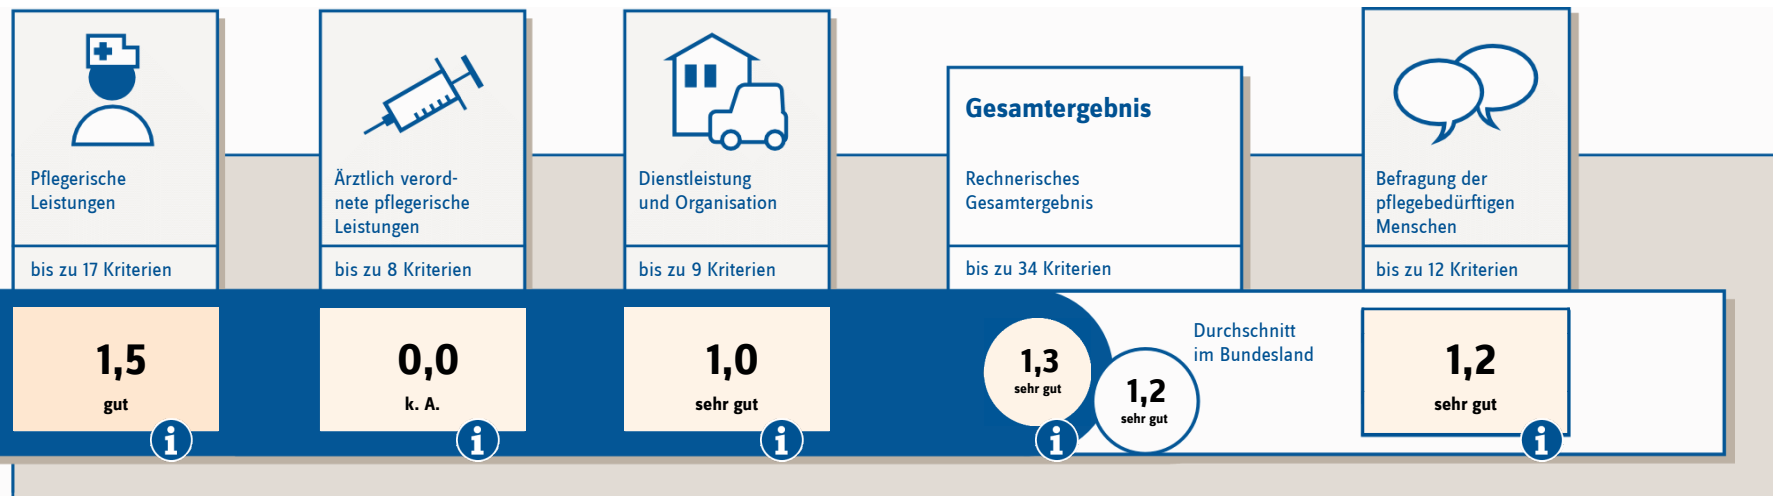 Pflegerische
Leistungen
bis zu 17 Kriterien
1,5
gut
i
Ärztlich verord-
nete pflegerische
Leistungen
bis zu 8 Kriterien
0,0
k. A.
i
Dienstleistung
und Organisation
bis zu 9 Kriterien
1,0
sehr gut
i
Gesamtergebnis
Rechnerisches
Gesamtergebnis
bis zu 34 Kriterien
1,3
sehr gut
i
Durchschnitt
im Bundesland
1,2
sehr gut
Befragung der
pflegebedürftigen
Menschen
bis zu 12 Kriterien
1,2
sehr gut
i